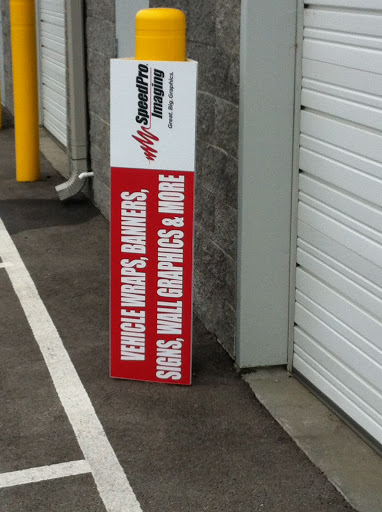 SpeedPro
Imaging
Great. Big. Graphics.
VEHICLE WRAPS, BANNERS,
SIGNS, WALL GRAPHICS & MORE